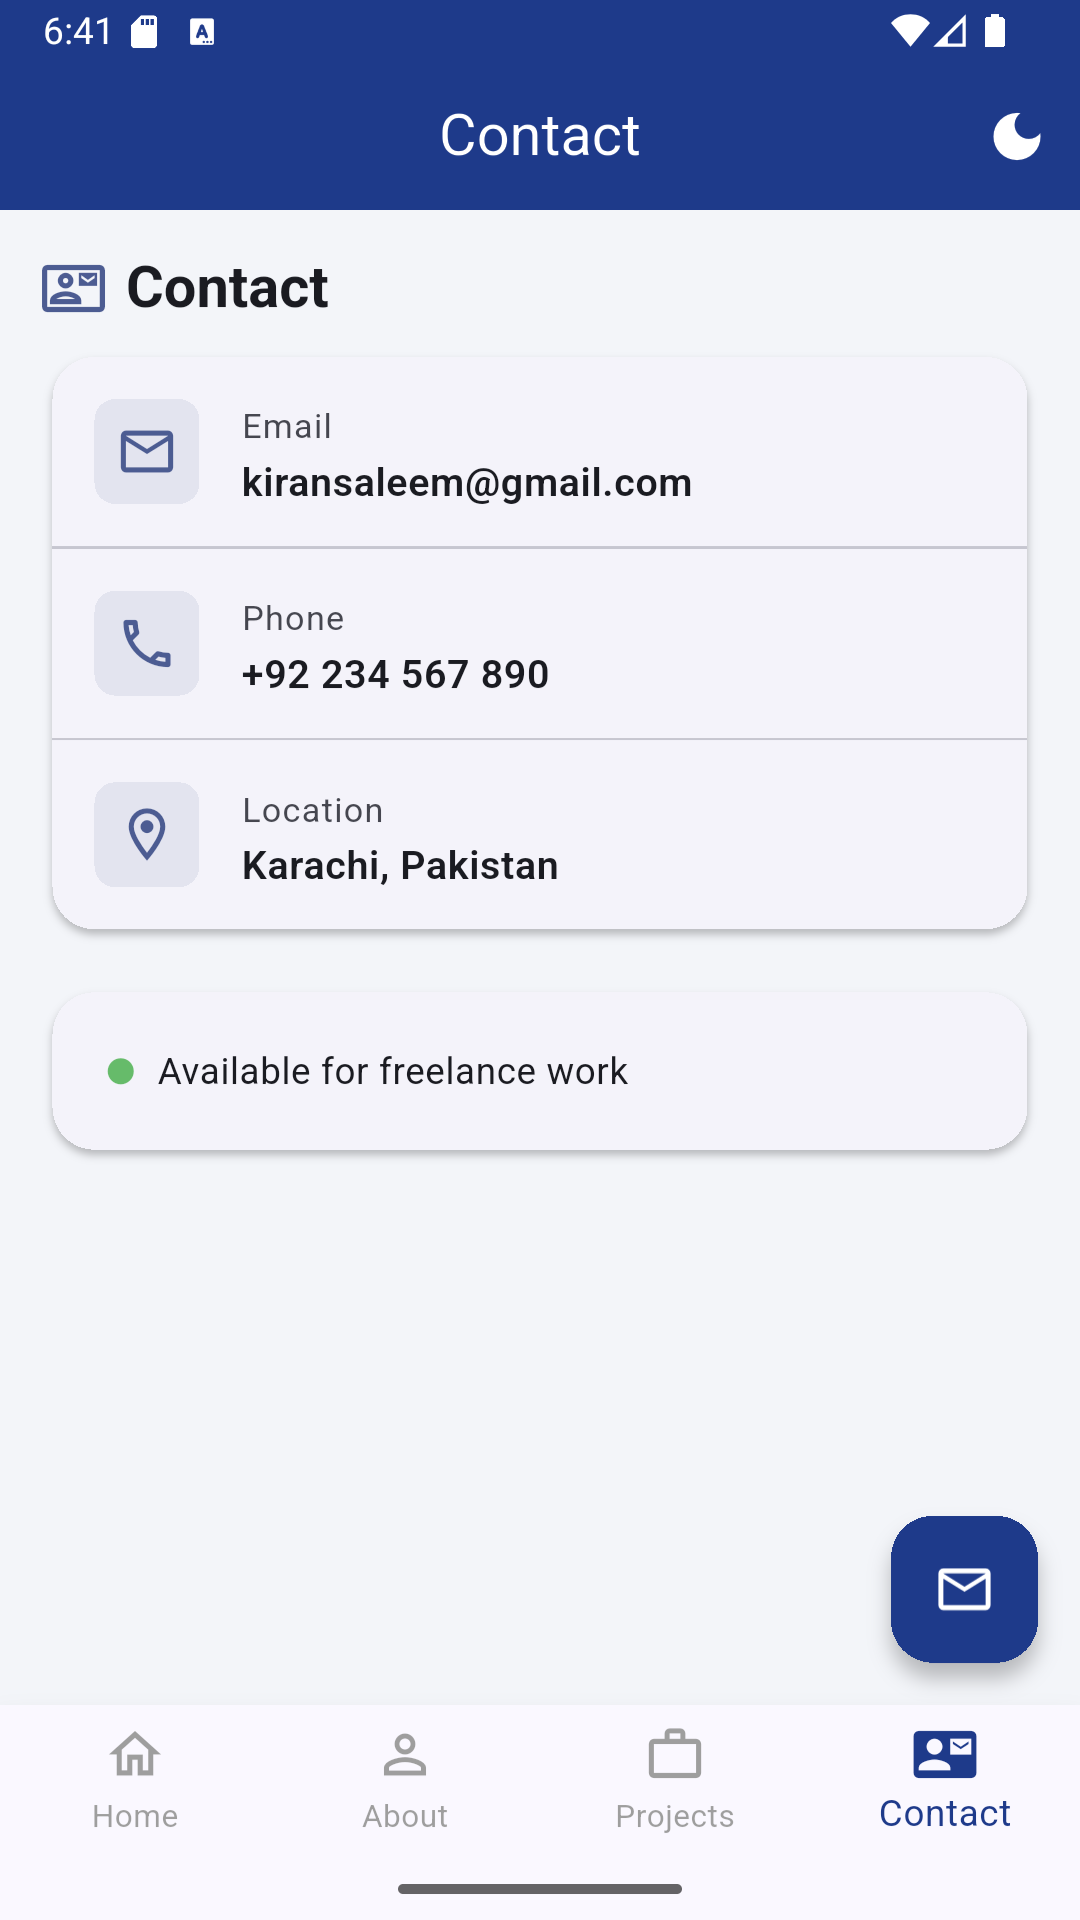 6:41
Contact
Contact
Email
kiransaleem@gmail.com
Phone
+92 234 567 890
Location
Karachi, Pakistan
Available for freelance work
Home
About
Projects
Contact